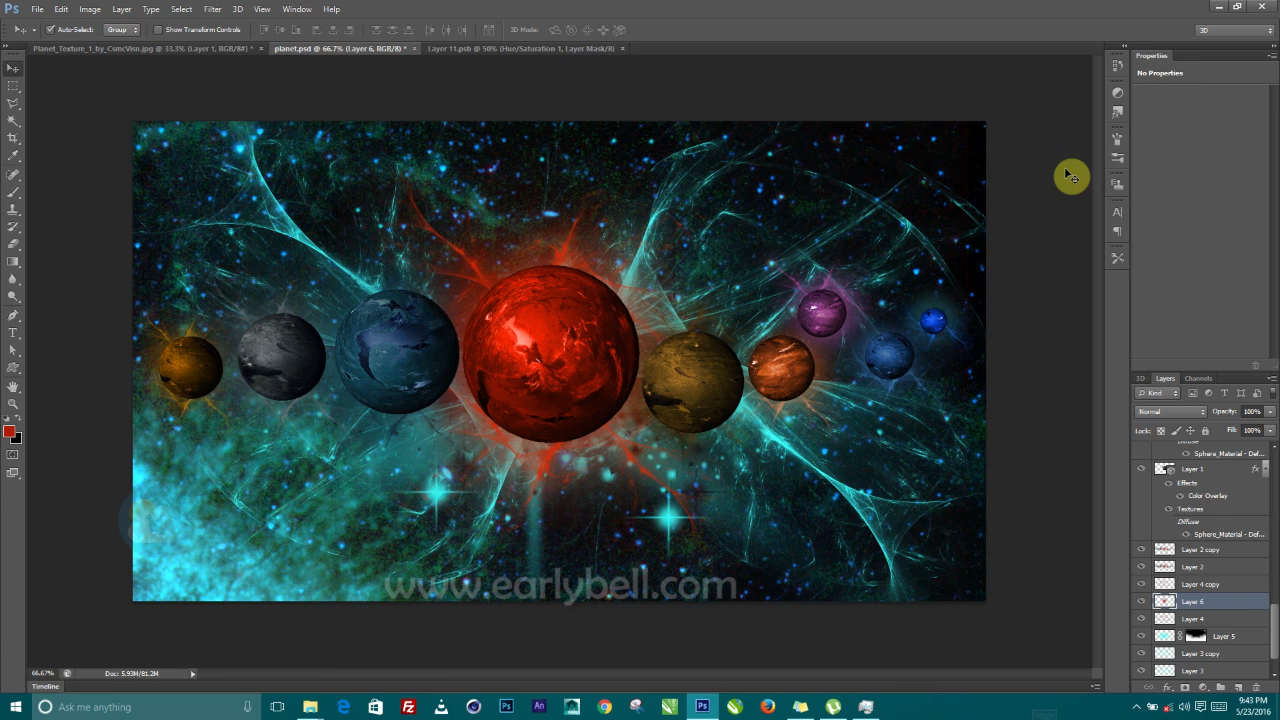 Ps File Edit Image Layer Type Select Filter 3D View Window Help
Auto-Select: Group Show Transform Controls 3D Mode: 3D
Planet_Texture_1_by_CsmcVisn.jpg @ 33.3% (Layer 1, RGB/8#) * × planet.psd @ 66.7% (Layer 6, RGB/8) * × Layer 11.psb @ 50% (Hue/Saturation 1, Layer Mask/8) ×
Properties
No Properties
3D Layers Channels
Kind
Normal Opacity: 100%
Lock: Fill: 100%
Diffuse
Sphere_Material - Def...
Layer 1 fx
Effects
Color Overlay
Textures
Diffuse
Sphere_Material - Def...
Layer 2 copy
Layer 2
Layer 4 copy
Layer 6
Layer 4
Layer 5
Layer 3 copy
Layer 3
www.earlybell.com
66.67% Doc: 5.93M/81.2M
Timeline
Ask me anything
9:43 PM
5/23/2016